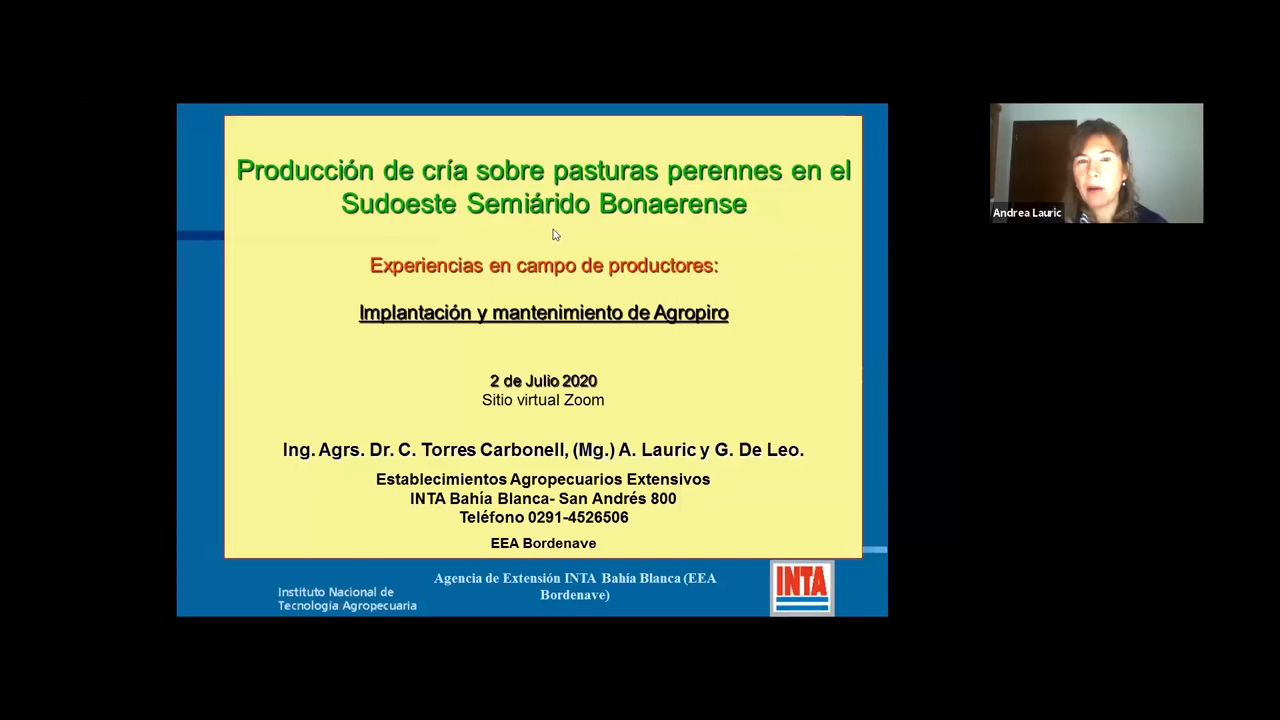 Producción de cría sobre pasturas perennes en el
Sudoeste Semiárido Bonaerense
Experiencias en campo de productores:
Implantación y mantenimiento de Agropiro
2 de Julio 2020
Sitio virtual Zoom
Ing. Agrs. Dr. C. Torres Carbonell, (Mg.) A. Lauric y G. De Leo.
Establecimientos Agropecuarios Extensivos
INTA Bahía Blanca- San Andrés 800
Teléfono 0291-4526506
EEA Bordenave
Agencia de Extensión INTA Bahía Blanca (EEA
Bordenave)
Instituto Nacional de
Tecnología Agropecuaria
INTA
Andrea Lauric